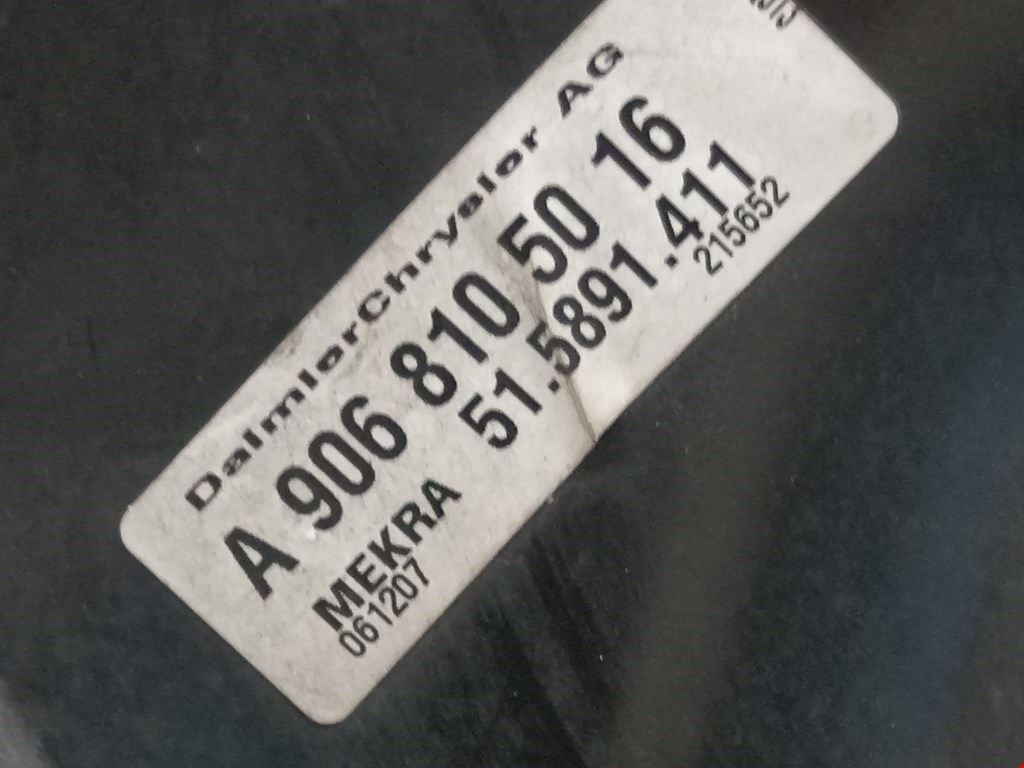 DaimlerChrysler AG
A 906 810 50 16
MEKRA 51.5891.411
061207 215652